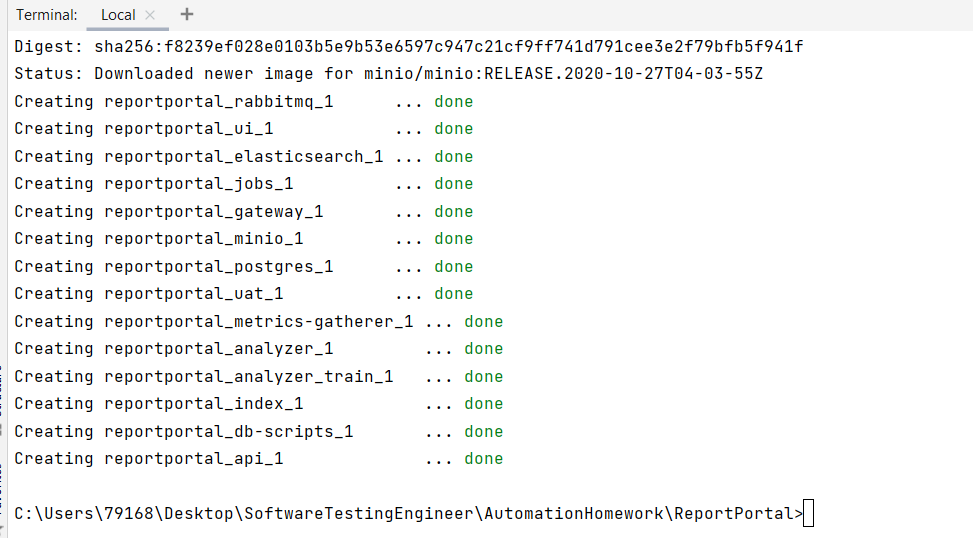 Terminal: Local × +
Digest: sha256:f8239ef028e0103b5e9b53e6597c947c21cf9ff741d791cee3e2f79bfb5f941f
Status: Downloaded newer image for minio/minio:RELEASE.2020-10-27T04-03-55Z
Creating reportportal_rabbitmq_1      ... done
Creating reportportal_ui_1            ... done
Creating reportportal_elasticsearch_1 ... done
Creating reportportal_jobs_1          ... done
Creating reportportal_gateway_1       ... done
Creating reportportal_minio_1         ... done
Creating reportportal_postgres_1      ... done
Creating reportportal_uat_1           ... done
Creating reportportal_metrics-gatherer_1 ... done
Creating reportportal_analyzer_1         ... done
Creating reportportal_analyzer_train_1   ... done
Creating reportportal_index_1            ... done
Creating reportportal_db-scripts_1       ... done
Creating reportportal_api_1              ... done
C:\Users\79168\Desktop\SoftwareTestingEngineer\AutomationHomework\ReportPortal>